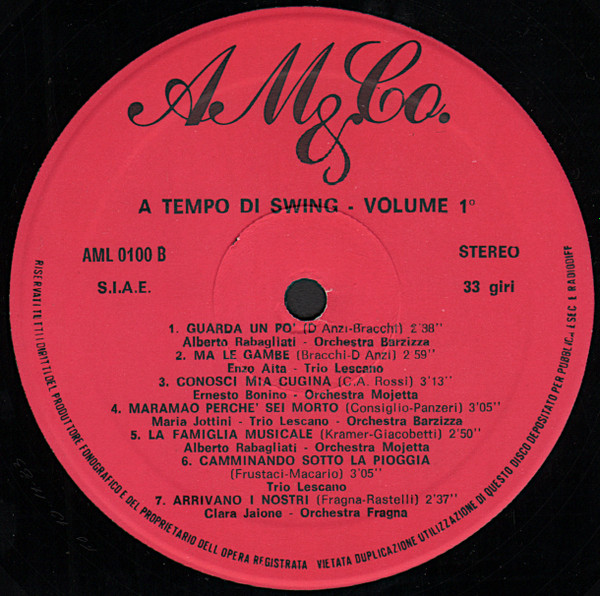 AM&Co.
A TEMPO DI SWING - VOLUME 1º
AML 0100 B
STEREO
S.I.A.E.
33 giri
1. GUARDA UN PO' (D'Anzi-Bracchi) 2'38''
Alberto Rabagliati - Orchestra Barzizza
2. MA LE GAMBE (Bracchi-D'Anzi) 2'59''
Enzo Aita - Trio Lescano
3. CONOSCI MIA CUGINA (C.A. Rossi) 3'13''
Ernesto Bonino - Orchestra Mojetta
4. MARAMAO PERCHE' SEI MORTO (Consiglio-Panzeri) 3'05''
Maria Jottini - Trio Lescano - Orchestra Barzizza
5. LA FAMIGLIA MUSICALE (Kramer-Giacobetti) 2'50''
Alberto Rabagliati - Orchestra Mojetta
6. CAMMINANDO SOTTO LA PIOGGIA
(Frustaci-Macario) 3'05''
Trio Lescano
7. ARRIVANO I NOSTRI (Fragna-Rastelli) 2'37''
Clara Jaione - Orchestra Fragna
RISERVATI TUTTI I DIRITTI DEL PRODUTTORE FONOGRAFICO E DEL PROPRIETARIO DELL OPERA REGISTRATA VIETATA DUPLICAZIONE UTILIZZAZIONE DI QUESTO DISCO DEPOSITATO PER PUBBLICA ESEC E RADIODIFF